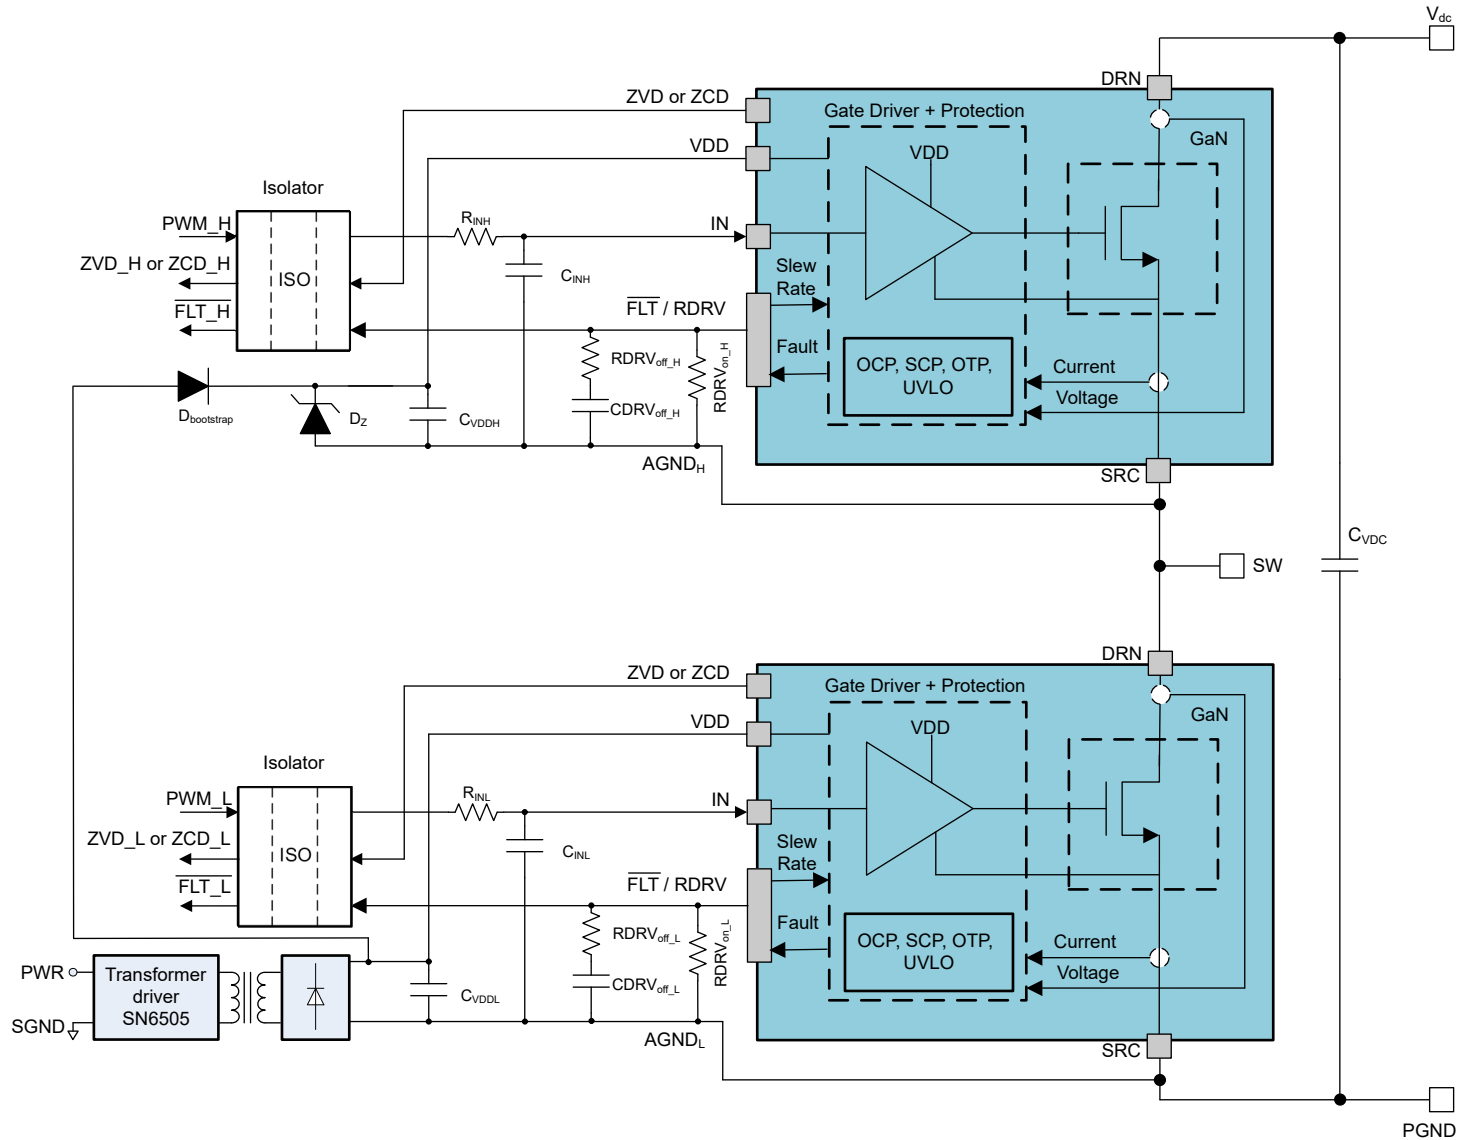 Vdc
DRN
ZVD or ZCD
Gate Driver + Protection
GaN
VDD
VDD
Isolator
PWM_H
RINH
IN
ZVD_H or ZCD_H
ISO
CINH
Slew
Rate
FLT_H
FLT / RDRV
Fault
RDRVoff_H
RDRVon_H
OCP, SCP, OTP,
UVLO
Current
Voltage
Dbootstrap
DZ
CVDDH
CDRVoff_H
AGNDH
SRC
CVDC
SW
DRN
ZVD or ZCD
Gate Driver + Protection
GaN
VDD
VDD
Isolator
PWM_L
RINL
IN
ZVD_L or ZCD_L
ISO
CINL
Slew
Rate
FLT_L
FLT / RDRV
Fault
RDRVoff_L
RDRVon_L
OCP, SCP, OTP,
UVLO
Current
Voltage
PWR
Transformer
driver
SN6505
CVDDL
CDRVoff_L
SGND
AGNDL
SRC
PGND